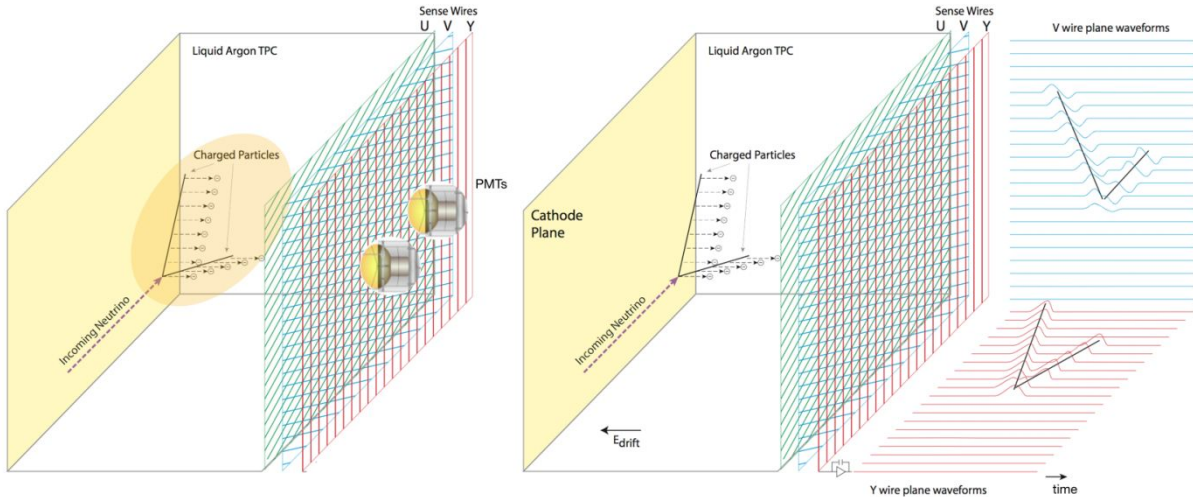 Sense Wires
U V Y
Liquid Argon TPC
Charged Particles
PMTs
Incoming Neutrino
Sense Wires
U V Y
Liquid Argon TPC
V wire plane waveforms
Charged Particles
Cathode
Plane
Incoming Neutrino
Edrift
time
Y wire plane waveforms